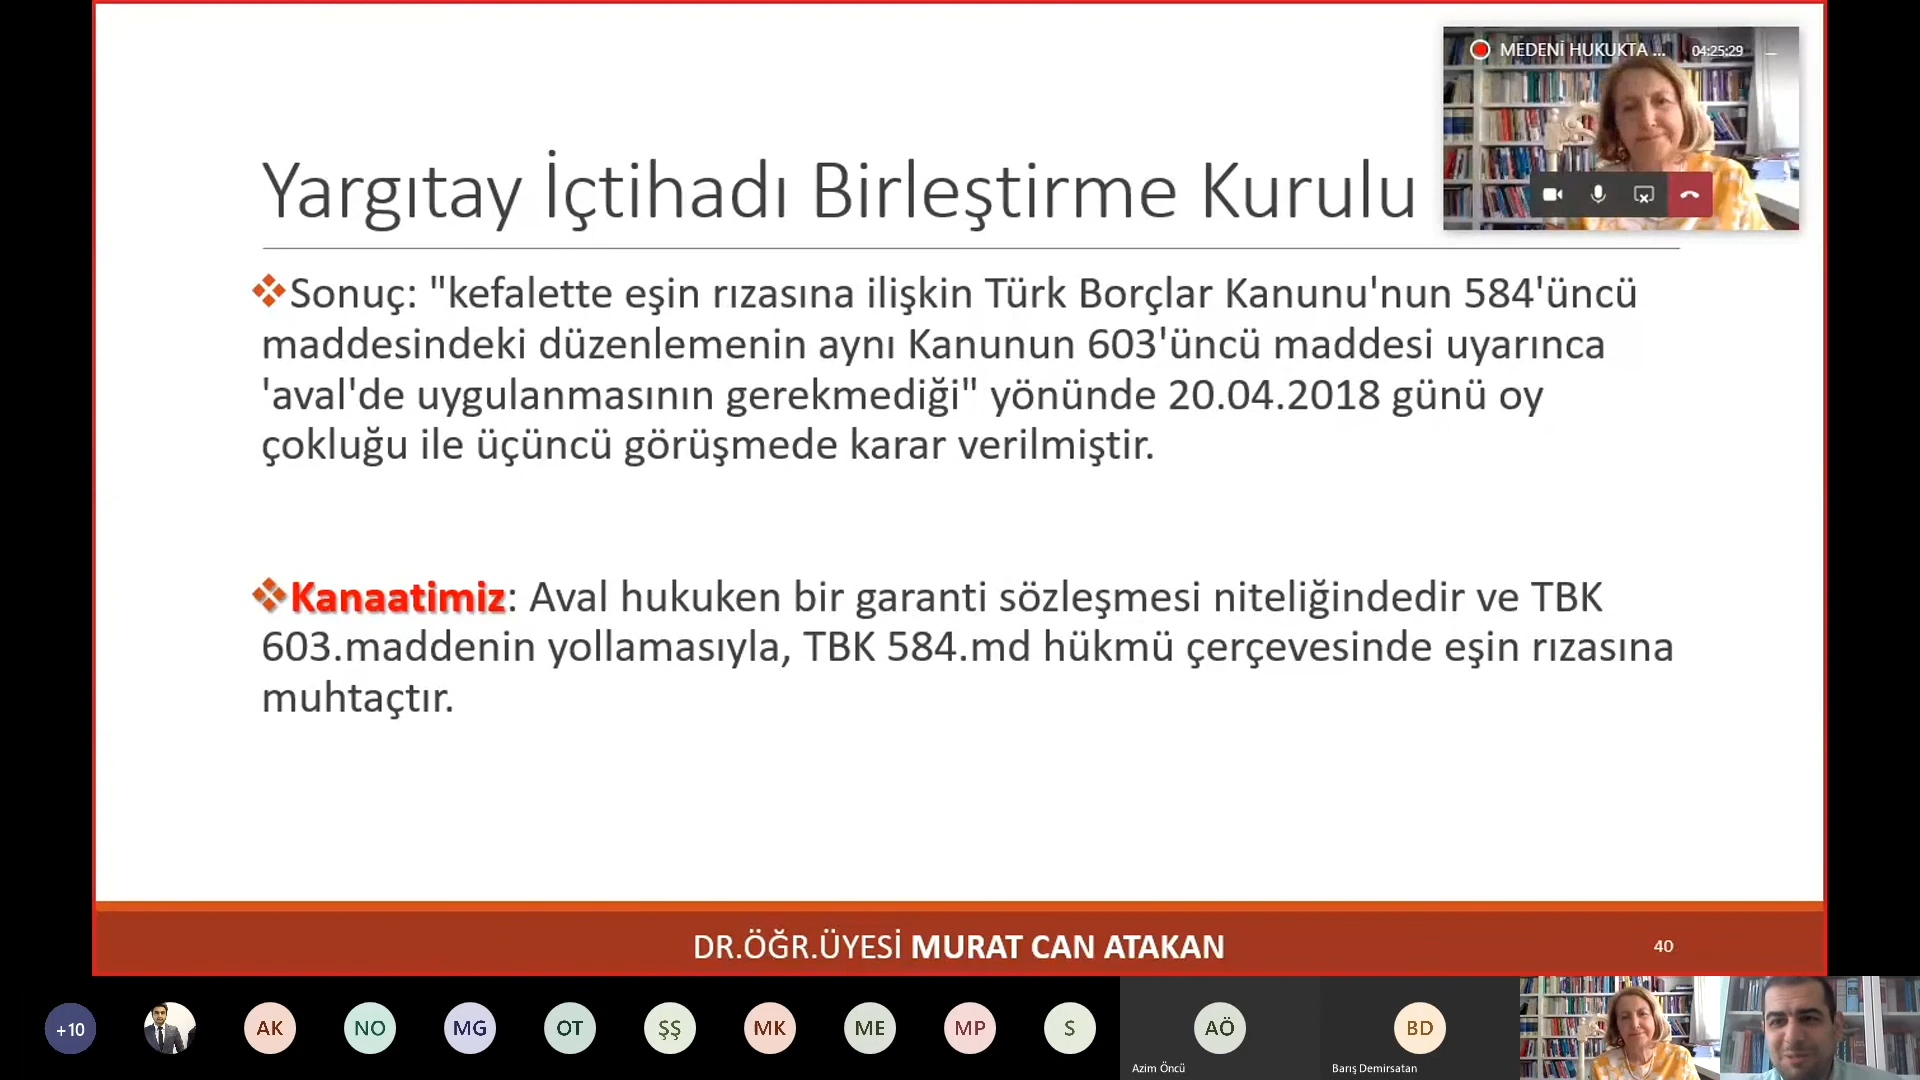 MEDENİ HUKUKTA ...
04:25:29
Yargıtay İçtihadı Birleştirme Kurulu
Sonuç: "kefalette eşin rızasına ilişkin Türk Borçlar Kanunu'nun 584'üncü
maddesindeki düzenlemenin aynı Kanunun 603'üncü maddesi uyarınca
'aval'de uygulanmasının gerekmediği" yönünde 20.04.2018 günü oy
çokluğu ile üçüncü görüşmede karar verilmiştir.
Kanaatimiz: Aval hukuken bir garanti sözleşmesi niteliğindedir ve TBK
603.maddenin yollamasıyla, TBK 584.md hükmü çerçevesinde eşin rızasına
muhtaçtır.
DR.ÖĞR.ÜYESİ MURAT CAN ATAKAN
40
+10
AK
NO
MG
OT
ŞŞ
MK
ME
MP
S
AÖ
BD
Azim Öncü
Barış Demirsatan